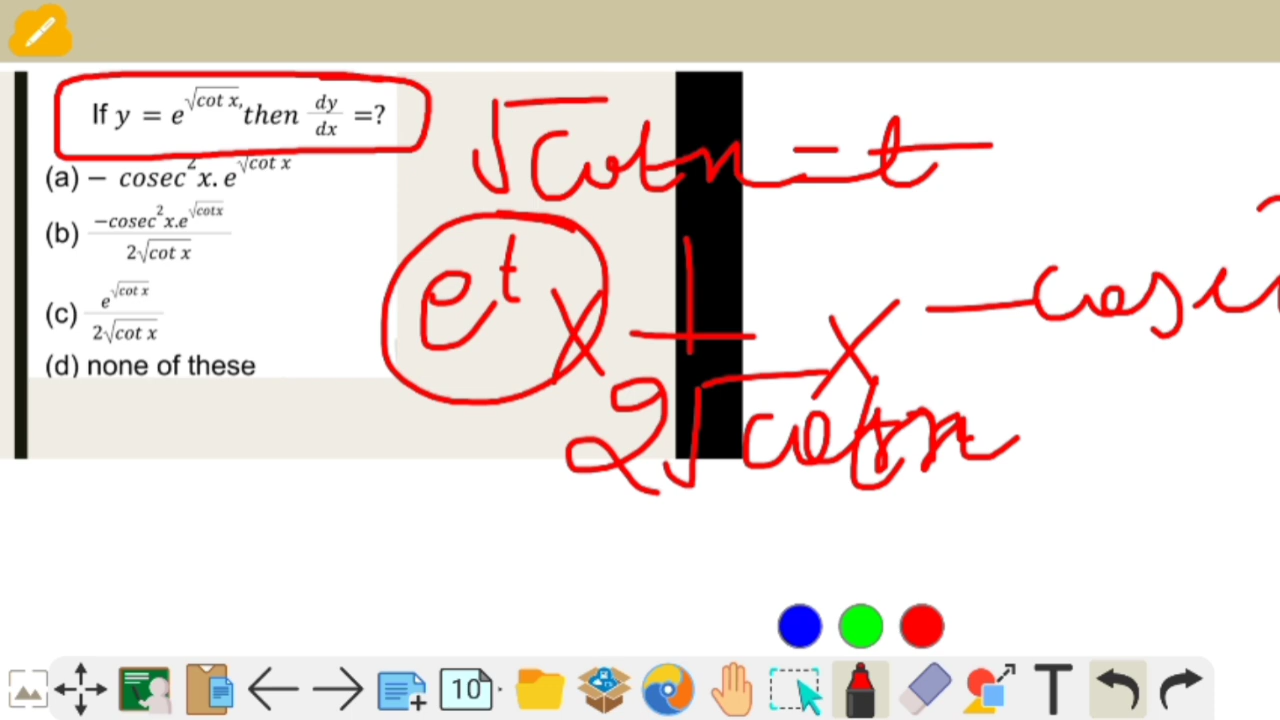 If y = e^√cot x, then dy/dx =?
(a) − cosec²x. e^√cot x
(b) −cosec²x.e^√cotx / 2√cot x
(c) e^√cot x / 2√cot x
(d) none of these
√cotx = t
e^t × 1/2√cotx × −cosec
10
T